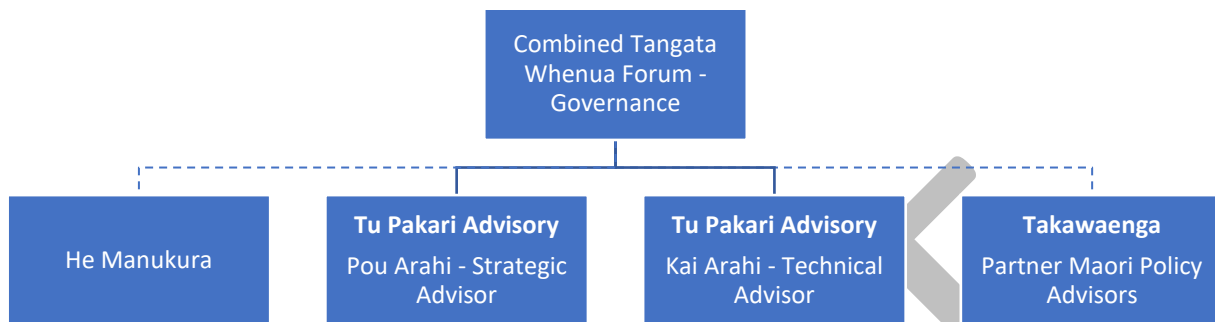 Combined Tangata
Whenua Forum -
Governance
He Manukura
Tu Pakari Advisory
Pou Arahi - Strategic
Advisor
Tu Pakari Advisory
Kai Arahi - Technical
Advisor
Takawaenga
Partner Maori Policy
Advisors